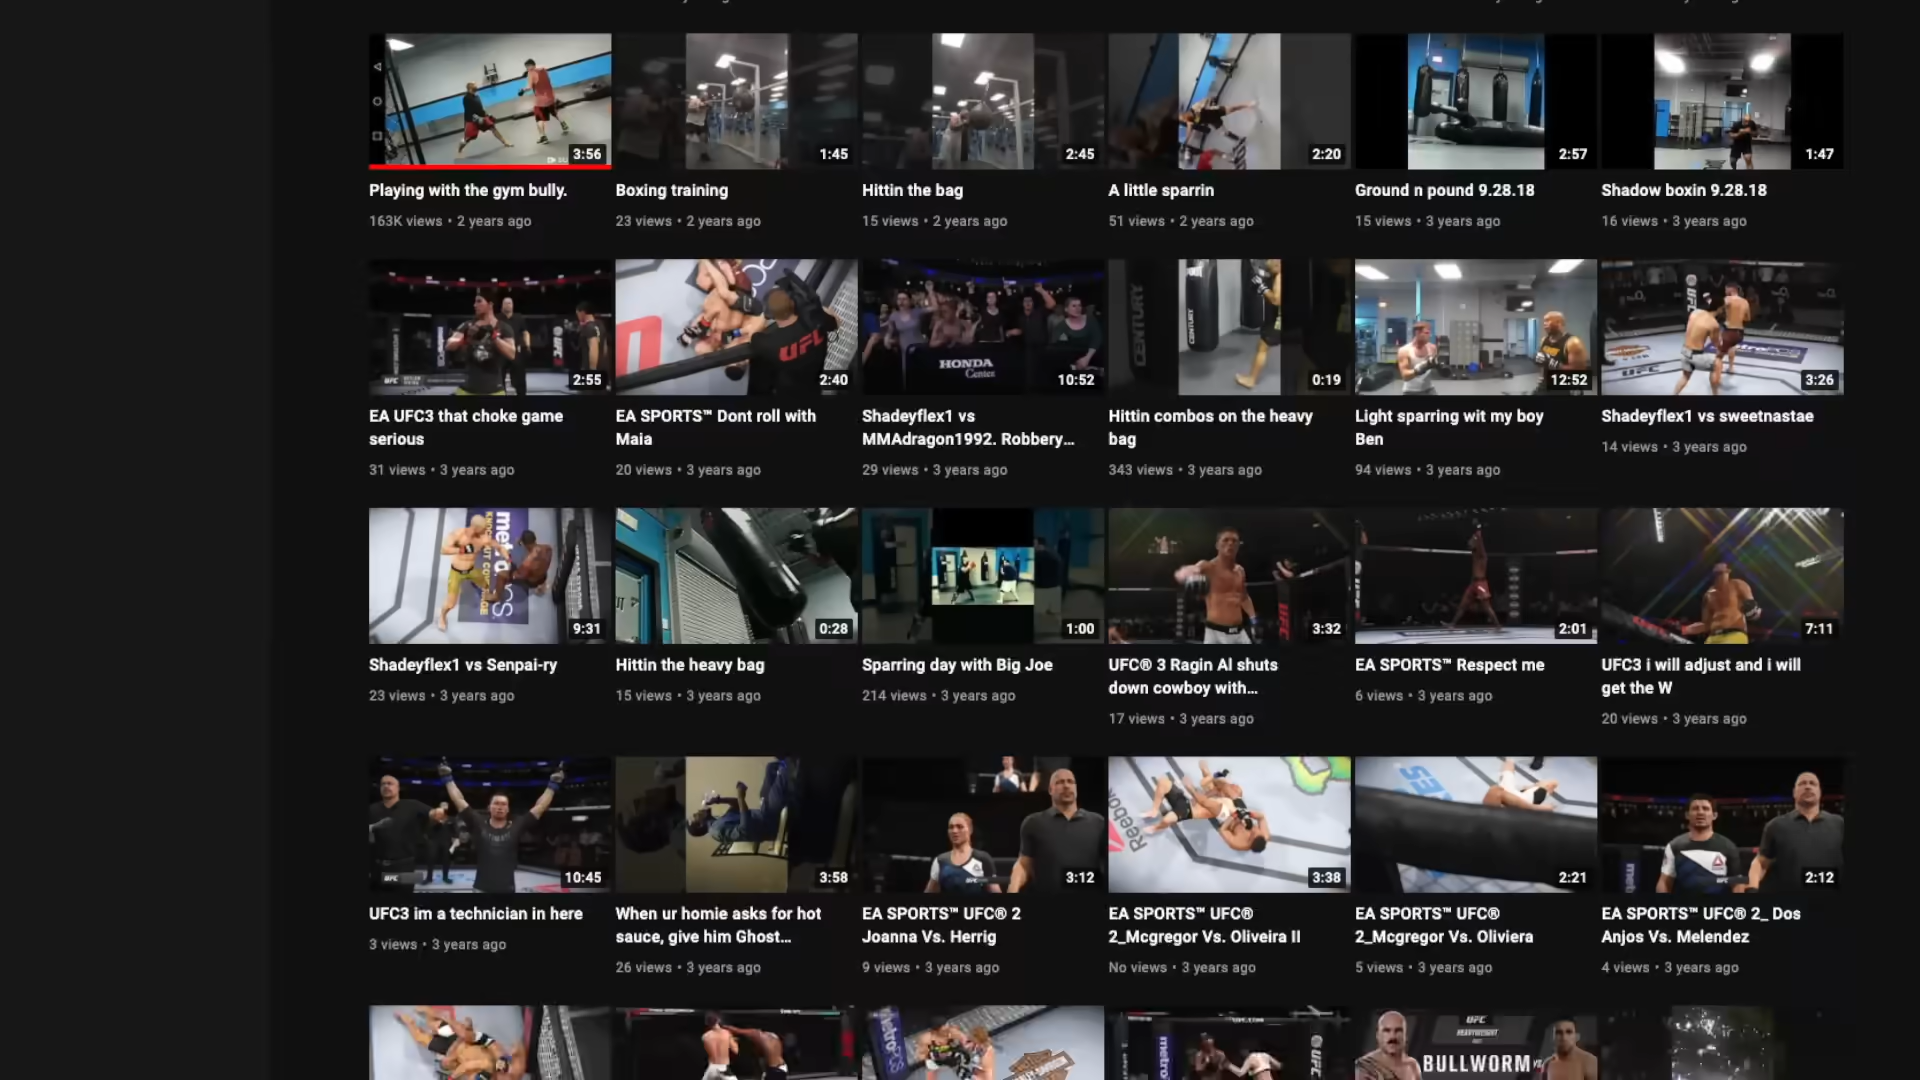 3:56
1:45
2:45
2:20
2:57
1:47
Playing with the gym bully.
Boxing training
Hittin the bag
A little sparrin
Ground n pound 9.28.18
Shadow boxin 9.28.18
163K views • 2 years ago
23 views • 2 years ago
15 views • 2 years ago
51 views • 2 years ago
15 views • 3 years ago
16 views • 3 years ago
UFC
UFC
CENTURY
CENTURY
HONDA
Center
UFC
UFC
2:55
2:40
10:52
0:19
12:52
3:26
EA UFC3 that choke game
serious
EA SPORTS™ Dont roll with
Maia
Shadeyflex1 vs
MMAdragon1992. Robbery...
Hittin combos on the heavy
bag
Light sparring wit my boy
Ben
Shadeyflex1 vs sweetnastae
31 views • 3 years ago
20 views • 3 years ago
29 views • 3 years ago
343 views • 3 years ago
94 views • 3 years ago
14 views • 3 years ago
UFC
9:31
0:28
1:00
3:32
2:01
7:11
Shadeyflex1 vs Senpai-ry
Hittin the heavy bag
Sparring day with Big Joe
UFC® 3 Ragin Al shuts
down cowboy with...
EA SPORTS™ Respect me
UFC3 i will adjust and i will
get the W
23 views • 3 years ago
15 views • 3 years ago
214 views • 3 years ago
17 views • 3 years ago
6 views • 3 years ago
20 views • 3 years ago
UFC
Reebok
10:45
3:58
3:12
3:38
2:21
2:12
UFC3 im a technician in here
When ur homie asks for hot
sauce, give him Ghost...
EA SPORTS™ UFC® 2
Joanna Vs. Herrig
EA SPORTS™ UFC®
2_Mcgregor Vs. Oliveira II
EA SPORTS™ UFC®
2_Mcgregor Vs. Oliviera
EA SPORTS™ UFC® 2_ Dos
Anjos Vs. Melendez
3 views • 3 years ago
26 views • 3 years ago
9 views • 3 years ago
No views • 3 years ago
5 views • 3 years ago
4 views • 3 years ago
metro
UFC
UFC
HEAVYWEIGHT
BULLWORM VS